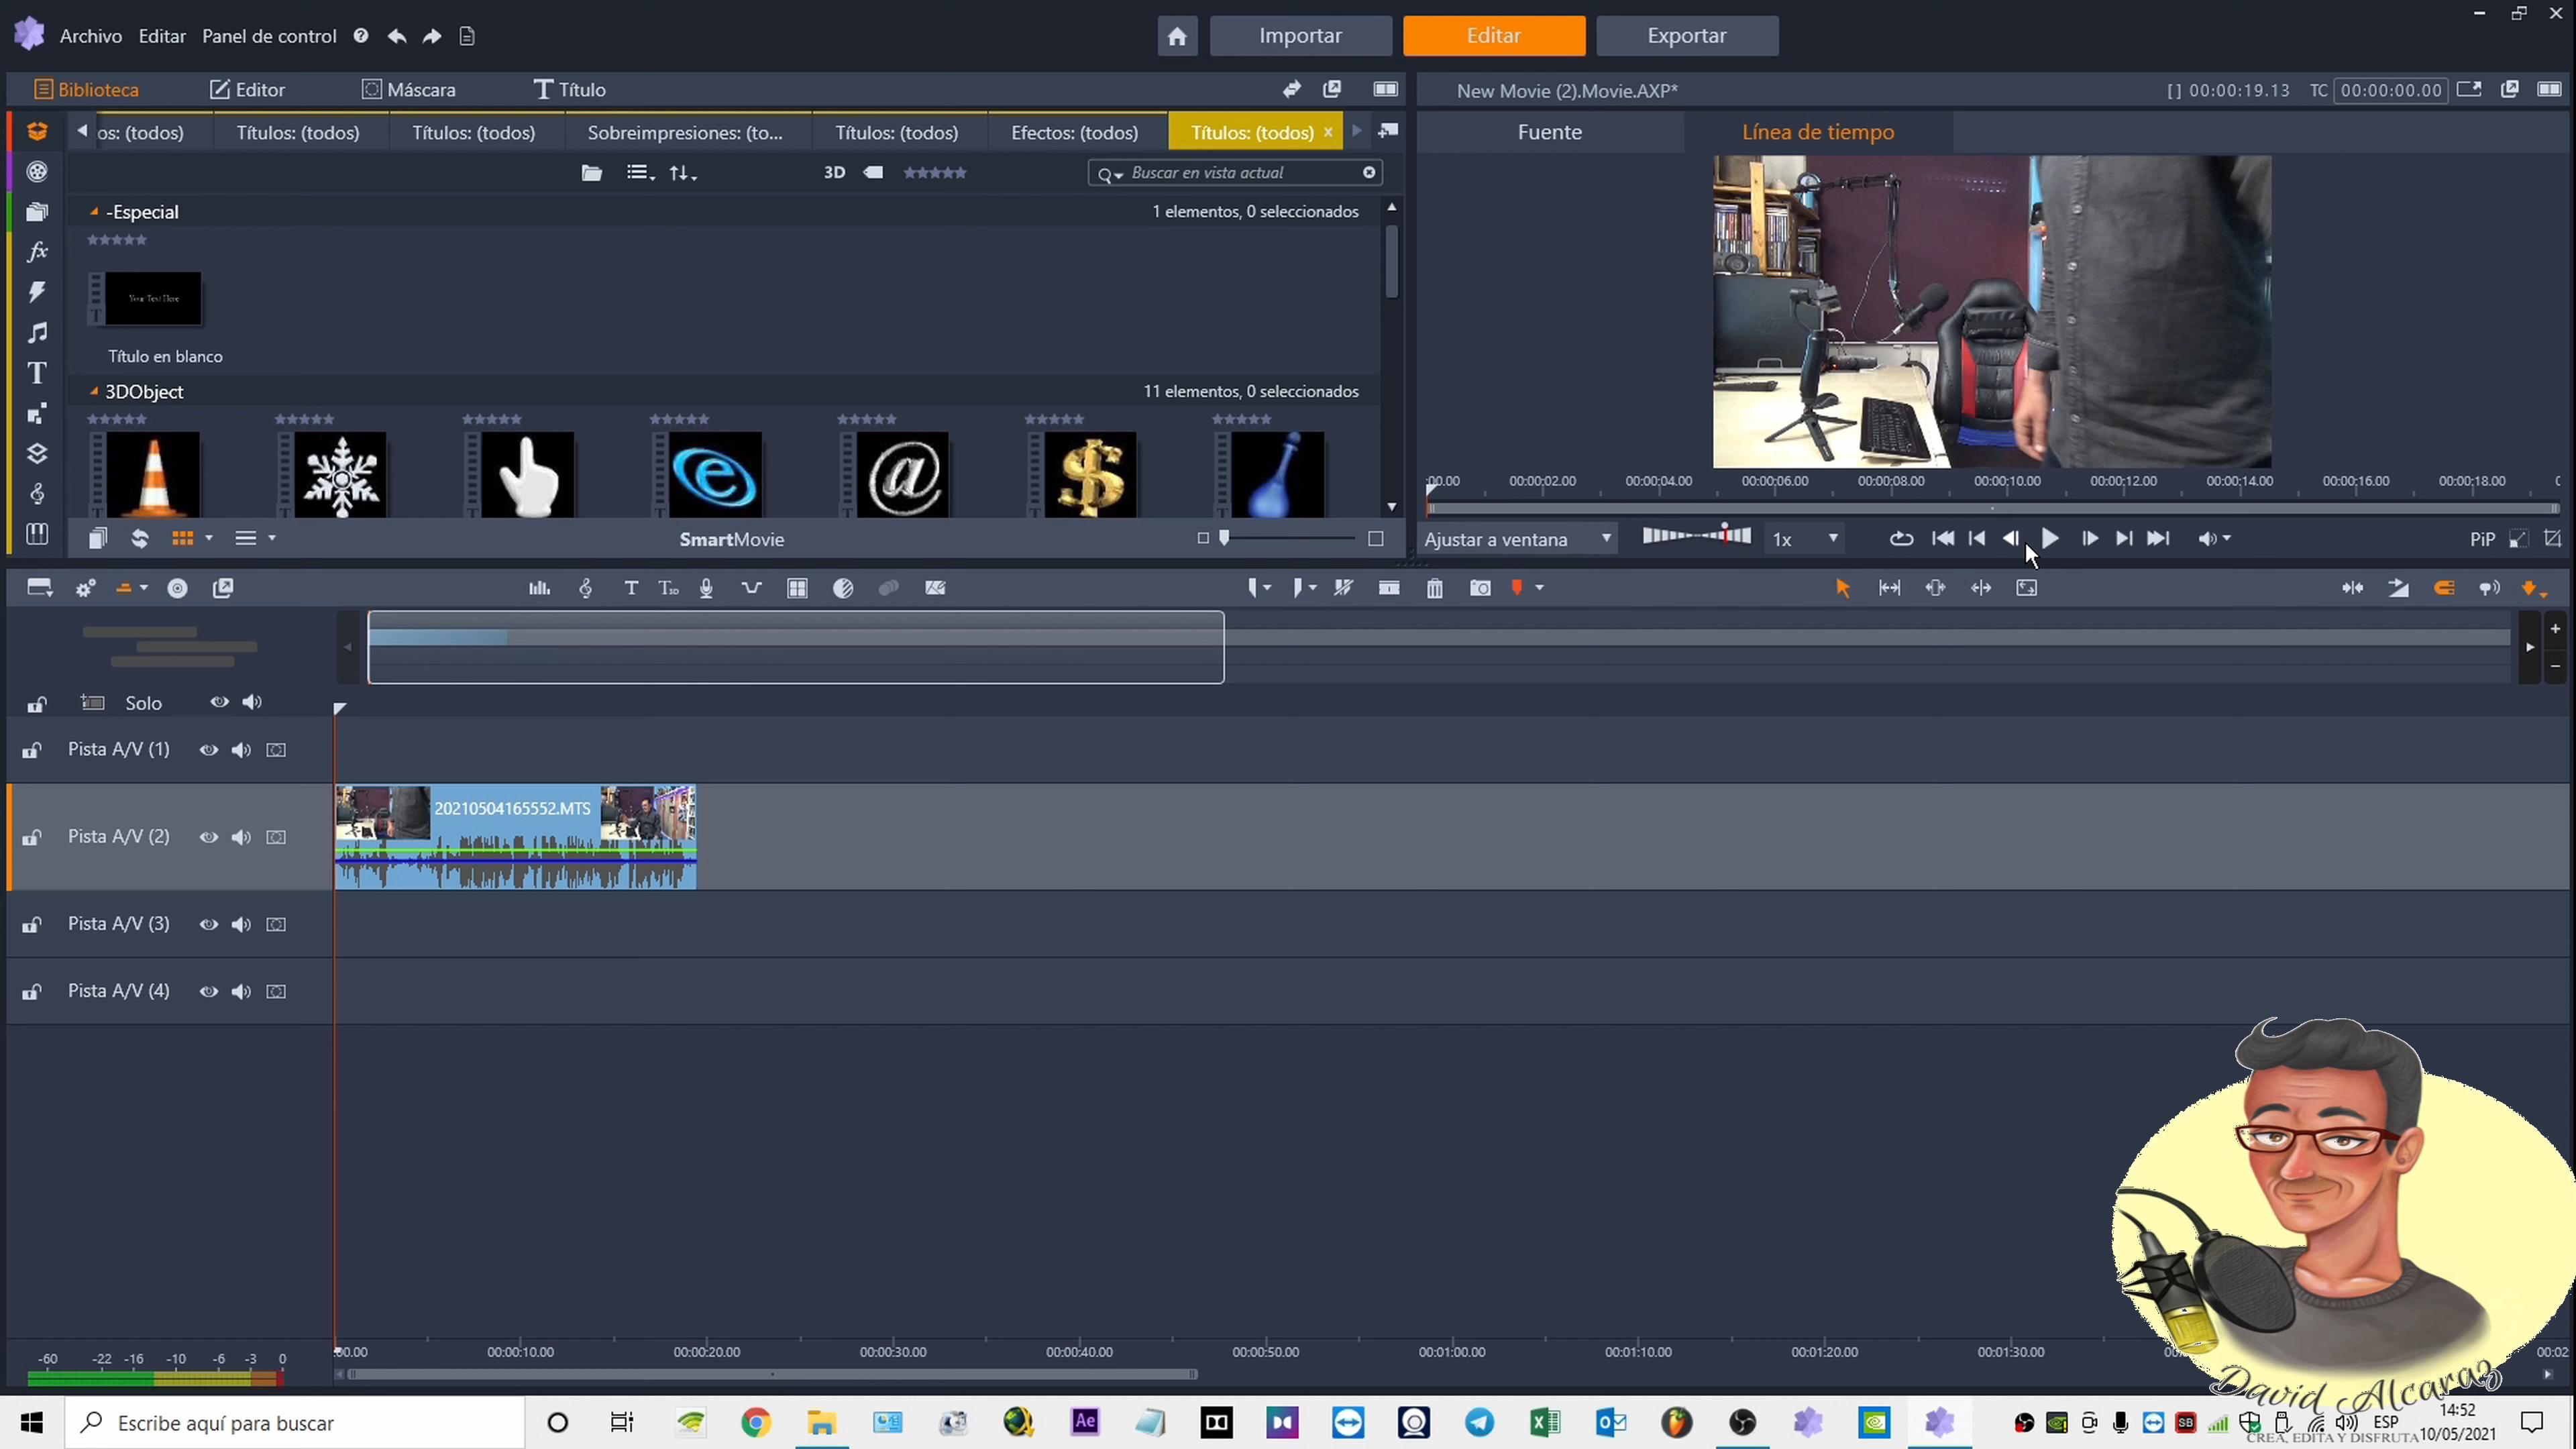 Archivo Editar Panel de control
Importar Editar Exportar
Biblioteca Editor Máscara Título
New Movie (2).Movie.AXP* [ ] 00:00:19.13 TC 00:00:00.00
os: (todos) Títulos: (todos) Títulos: (todos) Sobreimpresiones: (to... Títulos: (todos) Efectos: (todos) Títulos: (todos) x
Fuente Línea de tiempo
3D Buscar en vista actual
-Especial 1 elementos, 0 seleccionados
Your Text Here
Título en blanco
3DObject 11 elementos, 0 seleccionados
:00.00 00:00:02.00 00:00:04.00 00:00:06.00 00:00:08.00 00:00:10.00 00:00:12.00 00:00:14.00 00:00:16.00 00:00:18.00
SmartMovie
Ajustar a ventana 1x PiP
Solo
Pista A/V (1)
20210504165552.MTS
Pista A/V (2)
Pista A/V (3)
Pista A/V (4)
:00.00 00:00:10.00 00:00:20.00 00:00:30.00 00:00:40.00 00:00:50.00 00:01:00.00 00:01:10.00 00:01:20.00 00:01:30.00 00:02
-60 -22 -16 -10 -6 -3 0
David Alcaraz
Escribe aquí para buscar
Ae
SB
ESP
14:52
10/05/2021
CREA, EDITA Y DISFRUTA